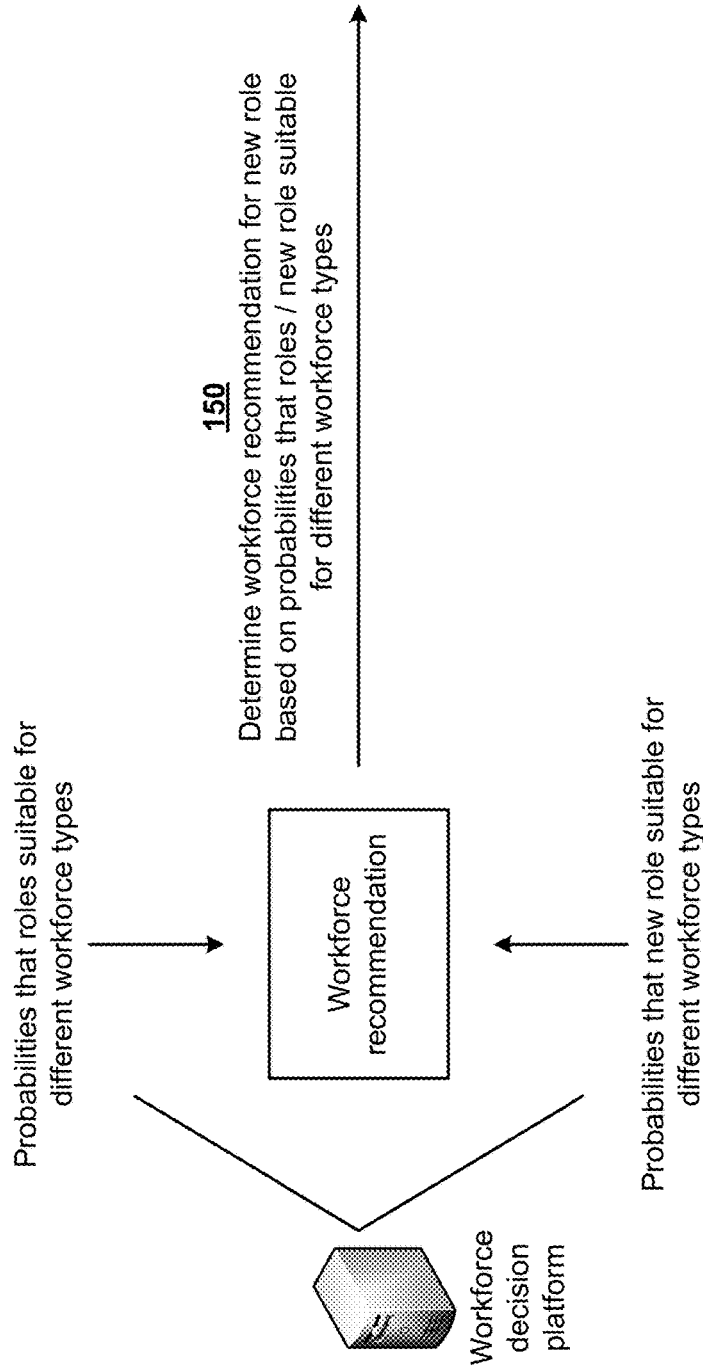 Probabilities that roles suitable for
different workforce types
150
Determine workforce recommendation for new role
based on probabilities that roles / new role suitable
for different workforce types
Workforce
recommendation
Workforce
decision
platform
Probabilities that new role suitable for
different workforce types